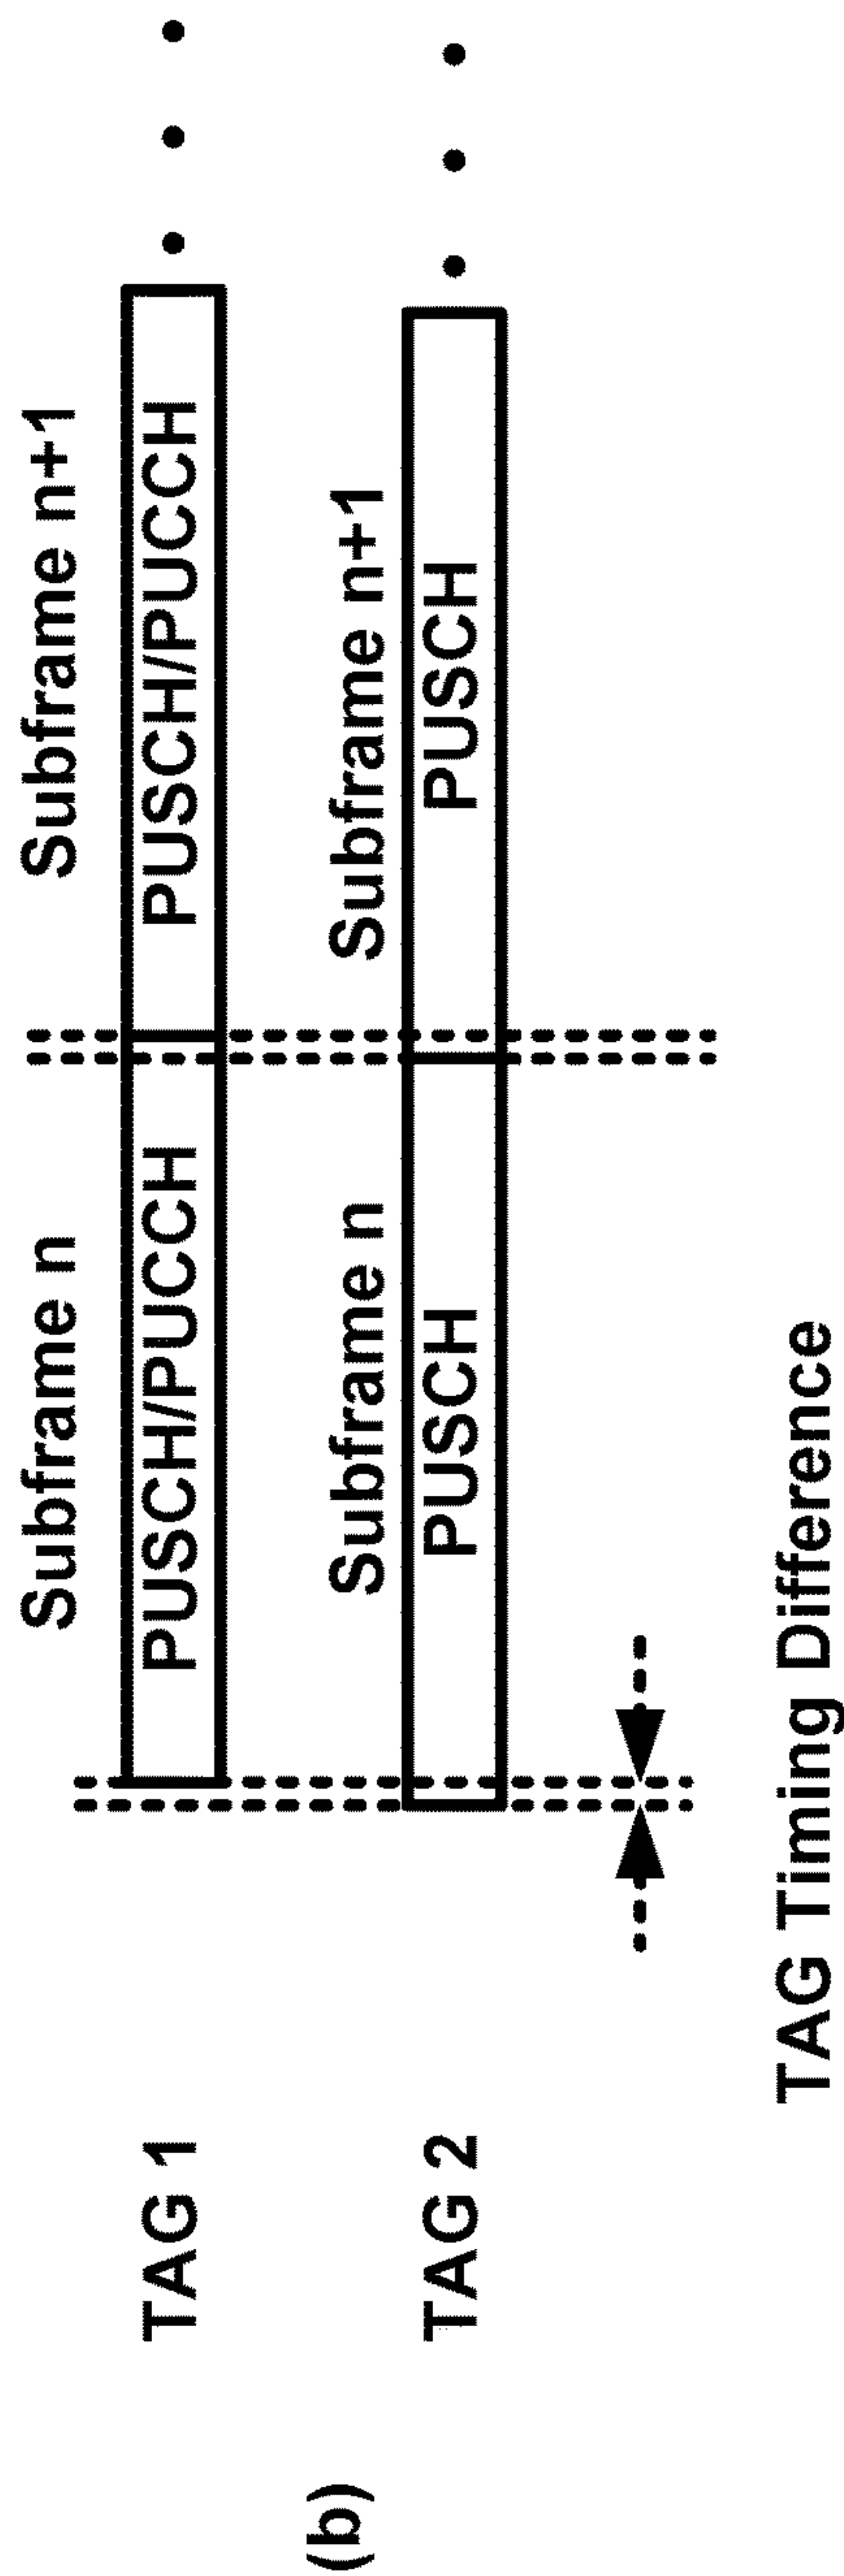 Subframe n
Subframe n+1
TAG 1
PUSCH/PUCCH
PUSCH/PUCCH
(b)
Subframe n
Subframe n+1
TAG 2
PUSCH
PUSCH
TAG Timing Difference